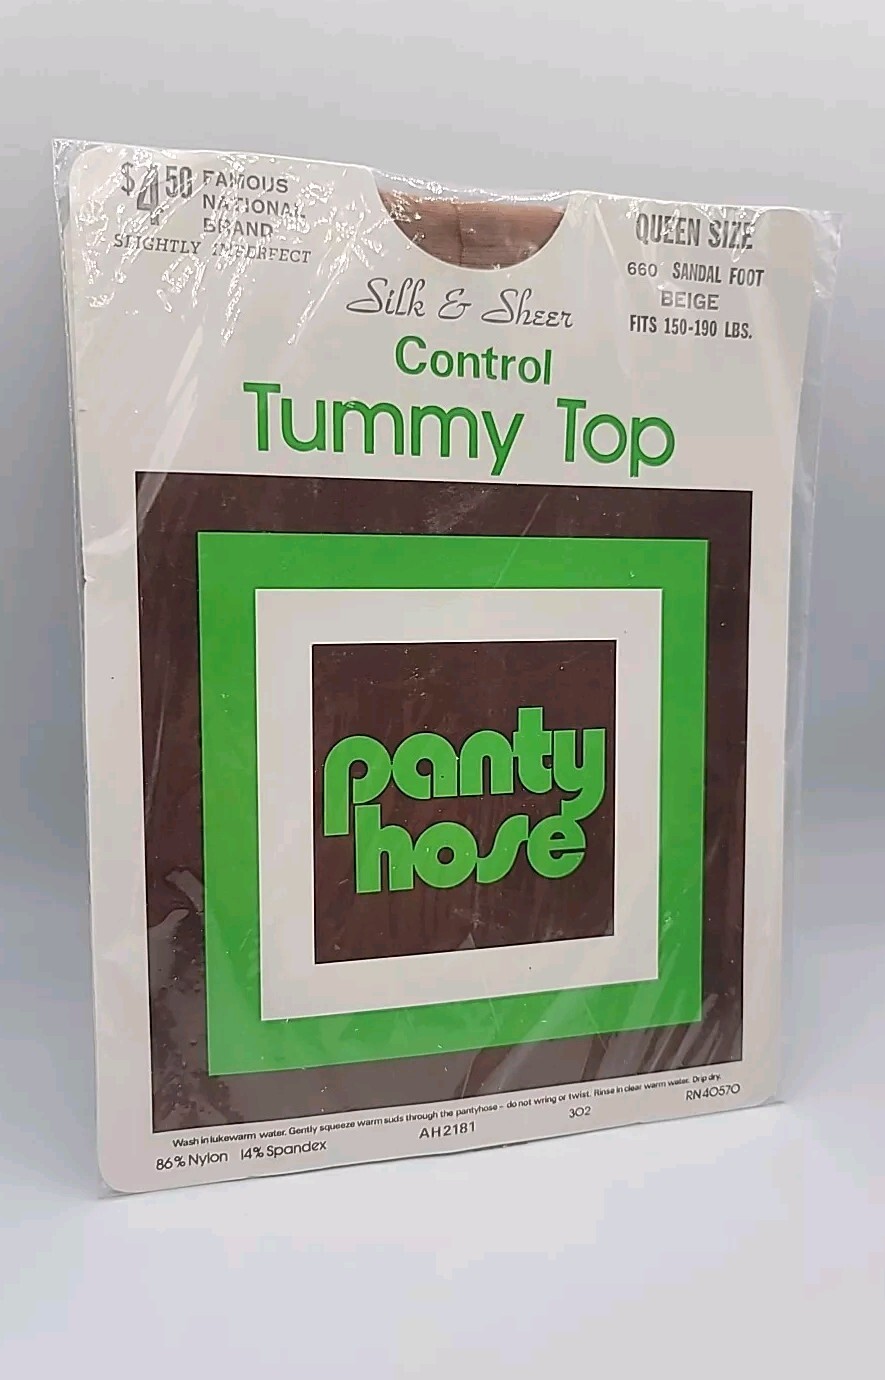 $4.50 FAMOUS
NATIONAL
BRAND
SLIGHTLY IMPERFECT
QUEEN SIZE
660 SANDAL FOOT
BEIGE
FITS 150-190 LBS.
Silk & Sheer
Control
Tummy Top
panty
hose
Wash in lukewarm water. Gently squeeze warm suds through the pantyhose - do not wring or twist. Rinse in clear warm water. Drip dry.
86% Nylon 14% Spandex AH2181 302 RN40570